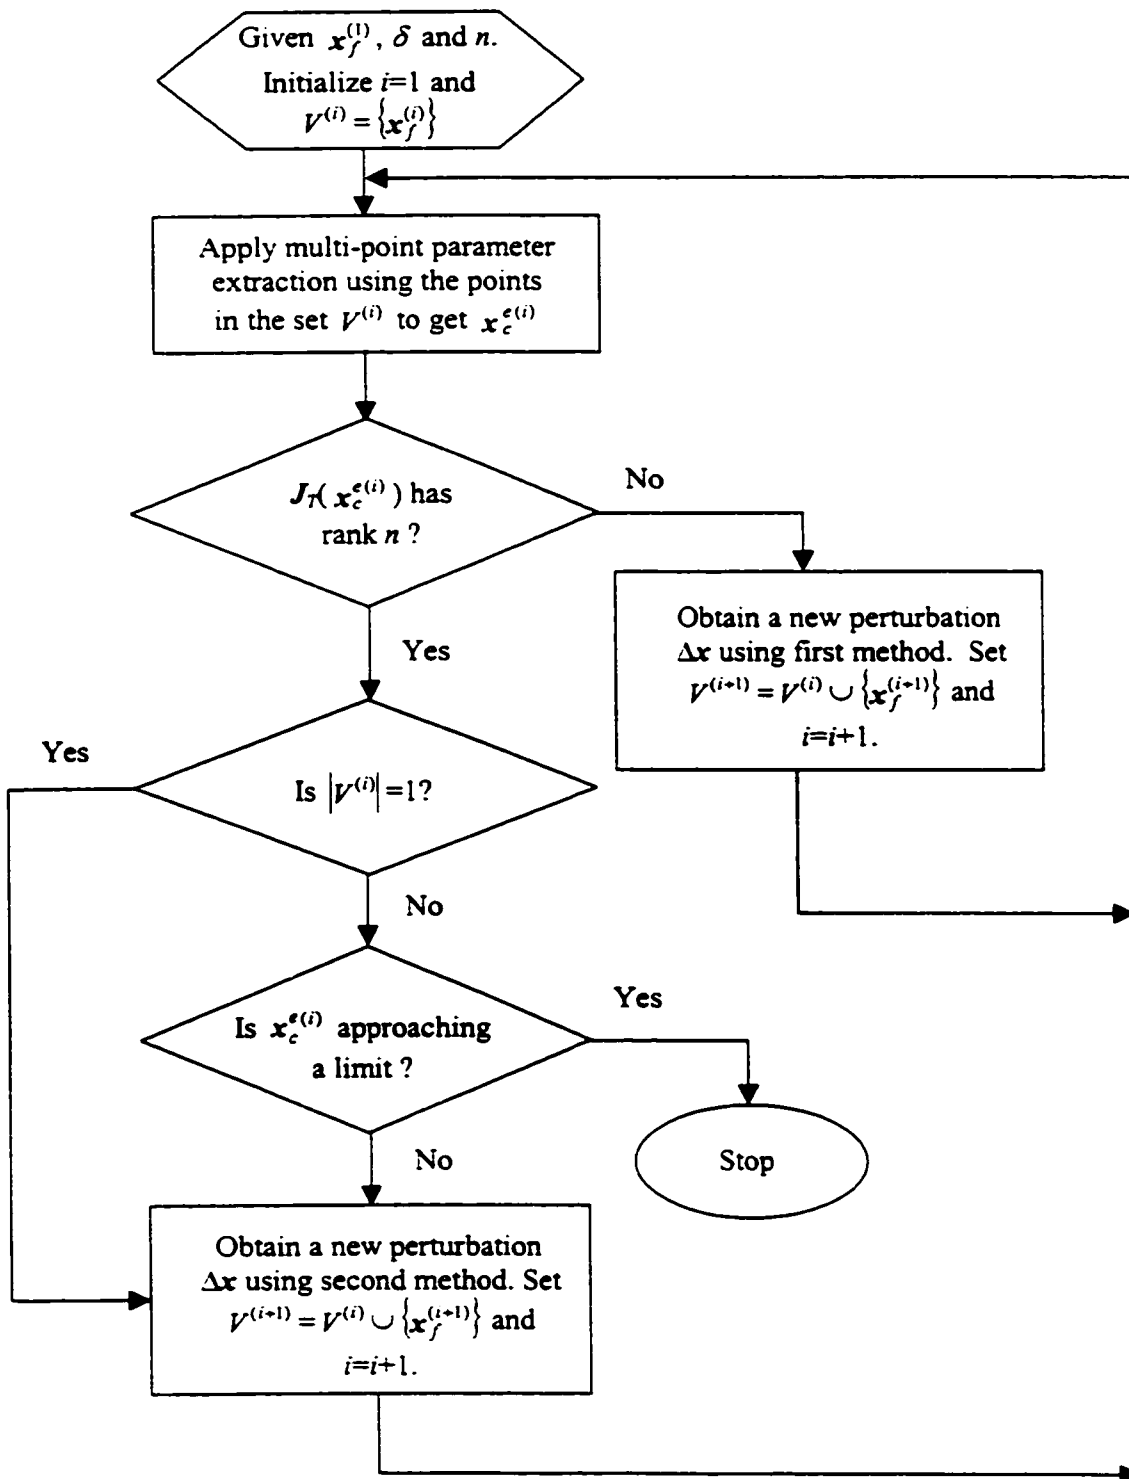 Given x_f^{(1)}, δ and n.
Initialize i=1 and
V^{(i)} = {x_f^{(i)}}
Apply multi-point parameter
extraction using the points
in the set V^{(i)} to get x_c^{e(i)}
J_T( x_c^{e(i)} ) has
rank n ?
No
Obtain a new perturbation
Δx using first method. Set
V^{(i+1)} = V^{(i)} ∪ {x_f^{(i+1)}} and
i=i+1.
Yes
Is |V^{(i)}| =1?
Yes
No
Is x_c^{e(i)} approaching
a limit ?
Yes
Stop
No
Obtain a new perturbation
Δx using second method. Set
V^{(i+1)} = V^{(i)} ∪ {x_f^{(i+1)}} and
i=i+1.